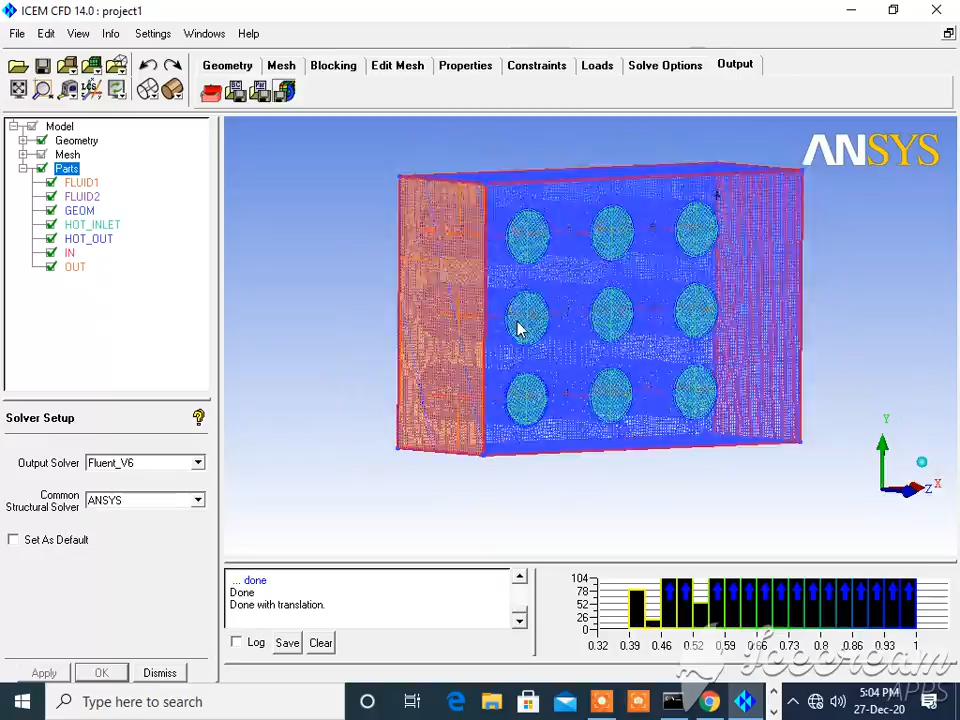 ICEM CFD 14.0 : project1
File Edit View Info Settings Windows Help
Geometry Mesh Blocking Edit Mesh Properties Constraints Loads Solve Options Output
Model
Geometry
Mesh
Parts
FLUID1
FLUID2
GEOM
HOT_INLET
HOT_OUT
IN
OUT
ANSYS
Y
X
Z
Solver Setup
Output Solver Fluent_V6
Common
Structural Solver ANSYS
Set As Default
Apply OK Dismiss
... done
Done
Done with translation.
Log Save Clear
104
78
52
26
0
0.32 0.39 0.46 0.52 0.59 0.66 0.73 0.8 0.86 0.93 1
Icecream
APPS
Type here to search
5:04 PM
27-Dec-20